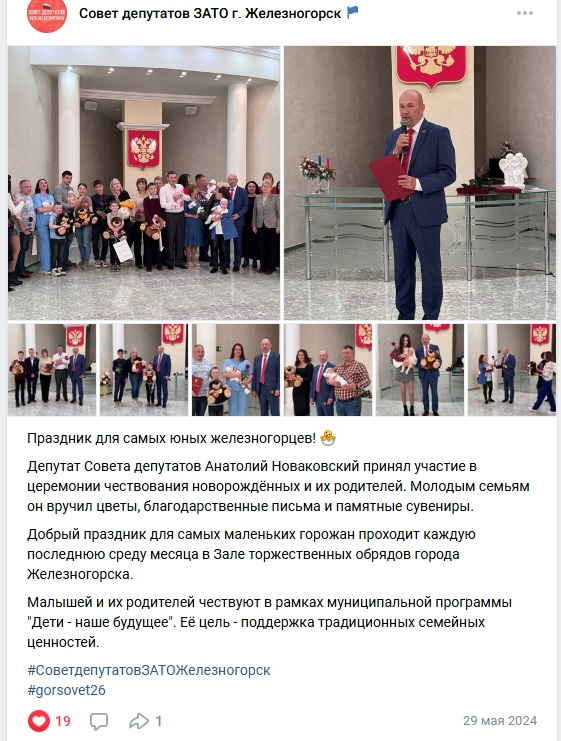 СОВЕТ ДЕПУТАТОВ
Совет депутатов ЗАТО г. Железногорск
Праздник для самых юных железногорцев!
Депутат Совета депутатов Анатолий Новаковский принял участие в
церемонии чествования новорождённых и их родителей. Молодым семьям
он вручил цветы, благодарственные письма и памятные сувениры.
Добрый праздник для самых маленьких горожан проходит каждую
последнюю среду месяца в Зале торжественных обрядов города
Железногорска.
Малышей и их родителей чествуют в рамках муниципальной программы
"Дети - наше будущее". Её цель - поддержка традиционных семейных
ценностей.
#СоветдепутатовЗАТОЖелезногорск
#gorsovet26
19
1
29 мая 2024